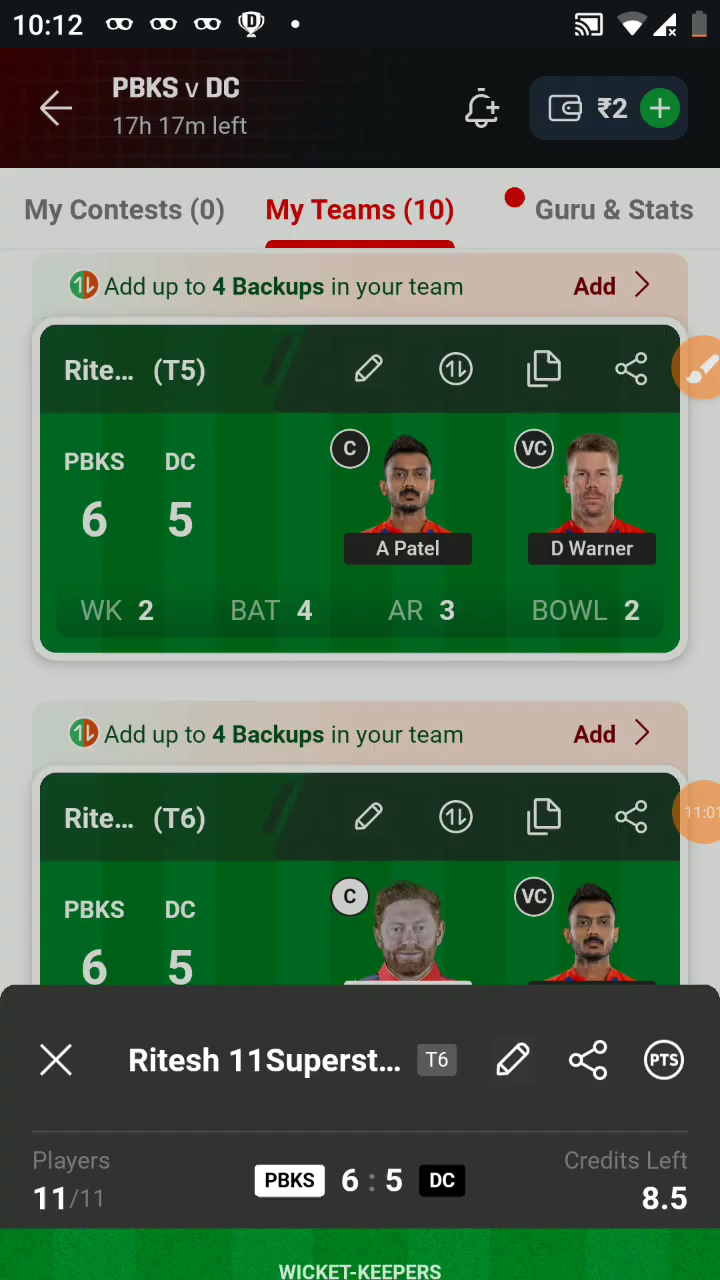 10:12
PBKS v DC
17h 17m left
₹2
My Contests (0)
My Teams (10)
Guru & Stats
Add up to 4 Backups in your team
Add
Rite... (T5)
C
VC
PBKS
DC
6
5
A Patel
D Warner
WK 2
BAT 4
AR 3
BOWL 2
Add up to 4 Backups in your team
Add
Rite... (T6)
11:01
C
VC
PBKS
DC
6
5
Ritesh 11Superst...
T6
PTS
Players
11/11
PBKS 6 : 5 DC
Credits Left
8.5
WICKET-KEEPERS